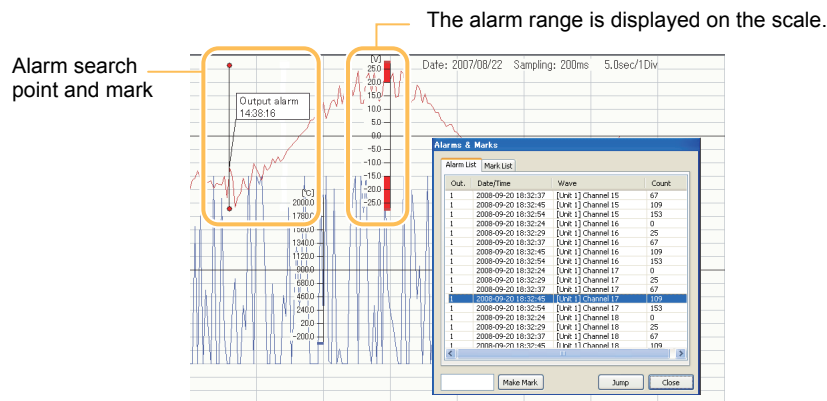 The alarm range is displayed on the scale.
Alarm search
point and mark
[V]
Date: 2007/08/22 Sampling: 200ms 5.0sec/1Div
25.0
20.0
15.0
10.0
5.0
0.0
-5.0
-10.0
-15.0
-20.0
-25.0
Output alarm
14:38:16
[°C]
2000.0
1780.0
1560.0
1340.0
1120.0
900.0
680.0
460.0
240.0
20.0
-200.0
Alarms & Marks
Alarm List Mark List
Out. Date/Time Wave Count
1 2008-09-20 18:32:37 [Unit 1] Channel 15 67
1 2008-09-20 18:32:45 [Unit 1] Channel 15 109
1 2008-09-20 18:32:54 [Unit 1] Channel 15 153
1 2008-09-20 18:32:24 [Unit 1] Channel 16 0
1 2008-09-20 18:32:29 [Unit 1] Channel 16 25
1 2008-09-20 18:32:37 [Unit 1] Channel 16 67
1 2008-09-20 18:32:45 [Unit 1] Channel 16 109
1 2008-09-20 18:32:54 [Unit 1] Channel 16 153
1 2008-09-20 18:32:24 [Unit 1] Channel 17 0
1 2008-09-20 18:32:29 [Unit 1] Channel 17 25
1 2008-09-20 18:32:37 [Unit 1] Channel 17 67
1 2008-09-20 18:32:45 [Unit 1] Channel 17 109
1 2008-09-20 18:32:54 [Unit 1] Channel 17 153
1 2008-09-20 18:32:24 [Unit 1] Channel 18 0
1 2008-09-20 18:32:29 [Unit 1] Channel 18 25
1 2008-09-20 18:32:37 [Unit 1] Channel 18 67
1 2008-09-20 18:32:45 [Unit 1] Channel 18 109
Make Mark Jump Close